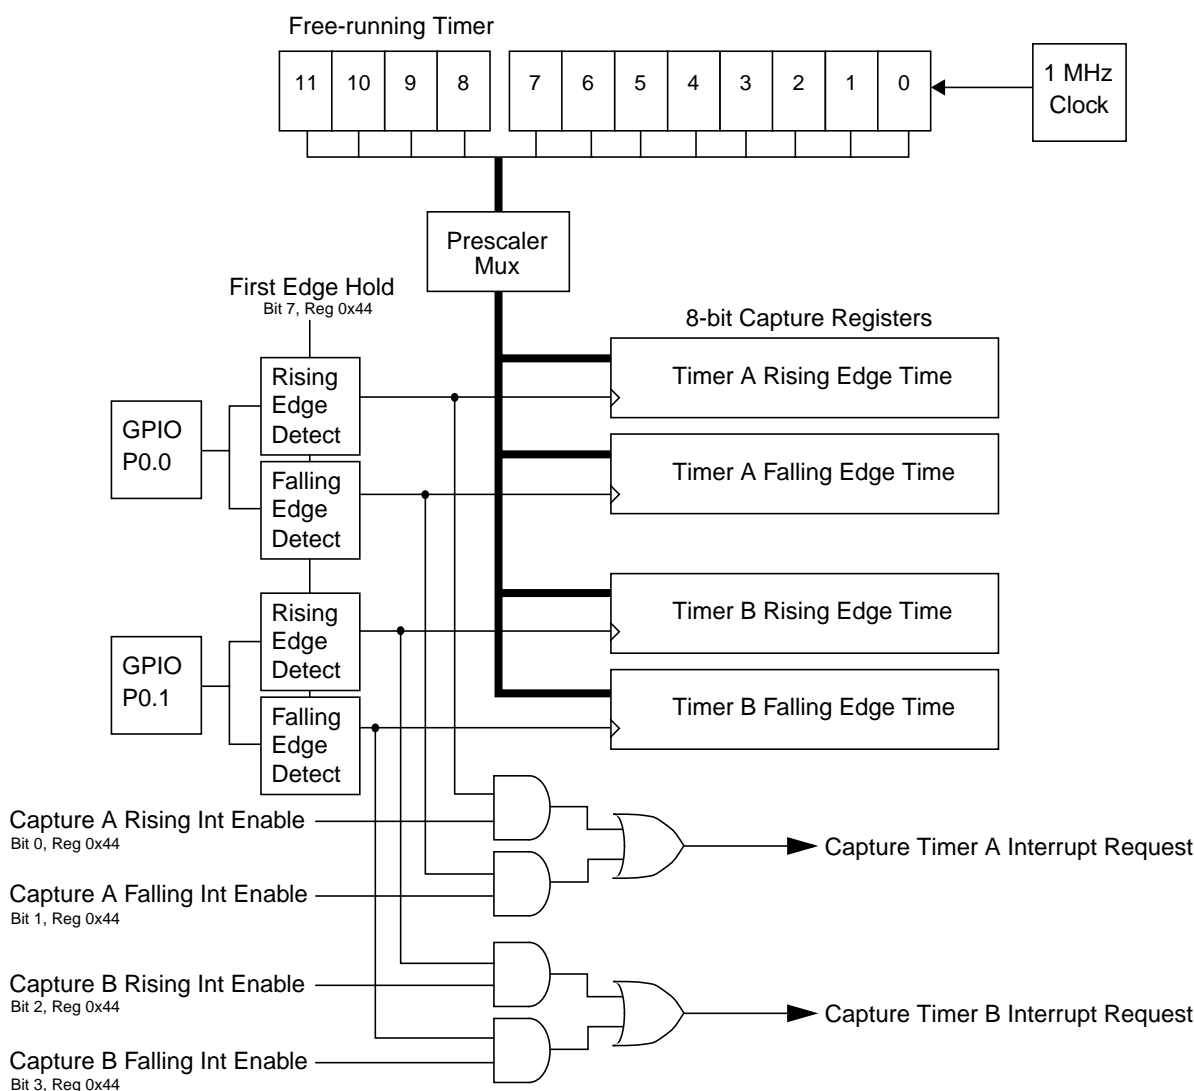 Free-running Timer
11 10 9 8 7 6 5 4 3 2 1 0
1 MHz
Clock
Prescaler
Mux
First Edge Hold
Bit 7, Reg 0x44
8-bit Capture Registers
Rising
Edge
Detect
Timer A Rising Edge Time
GPIO
P0.0
Falling
Edge
Detect
Timer A Falling Edge Time
Rising
Edge
Detect
Timer B Rising Edge Time
GPIO
P0.1
Falling
Edge
Detect
Timer B Falling Edge Time
Capture A Rising Int Enable
Bit 0, Reg 0x44
Capture Timer A Interrupt Request
Capture A Falling Int Enable
Bit 1, Reg 0x44
Capture B Rising Int Enable
Bit 2, Reg 0x44
Capture Timer B Interrupt Request
Capture B Falling Int Enable
Bit 3, Reg 0x44